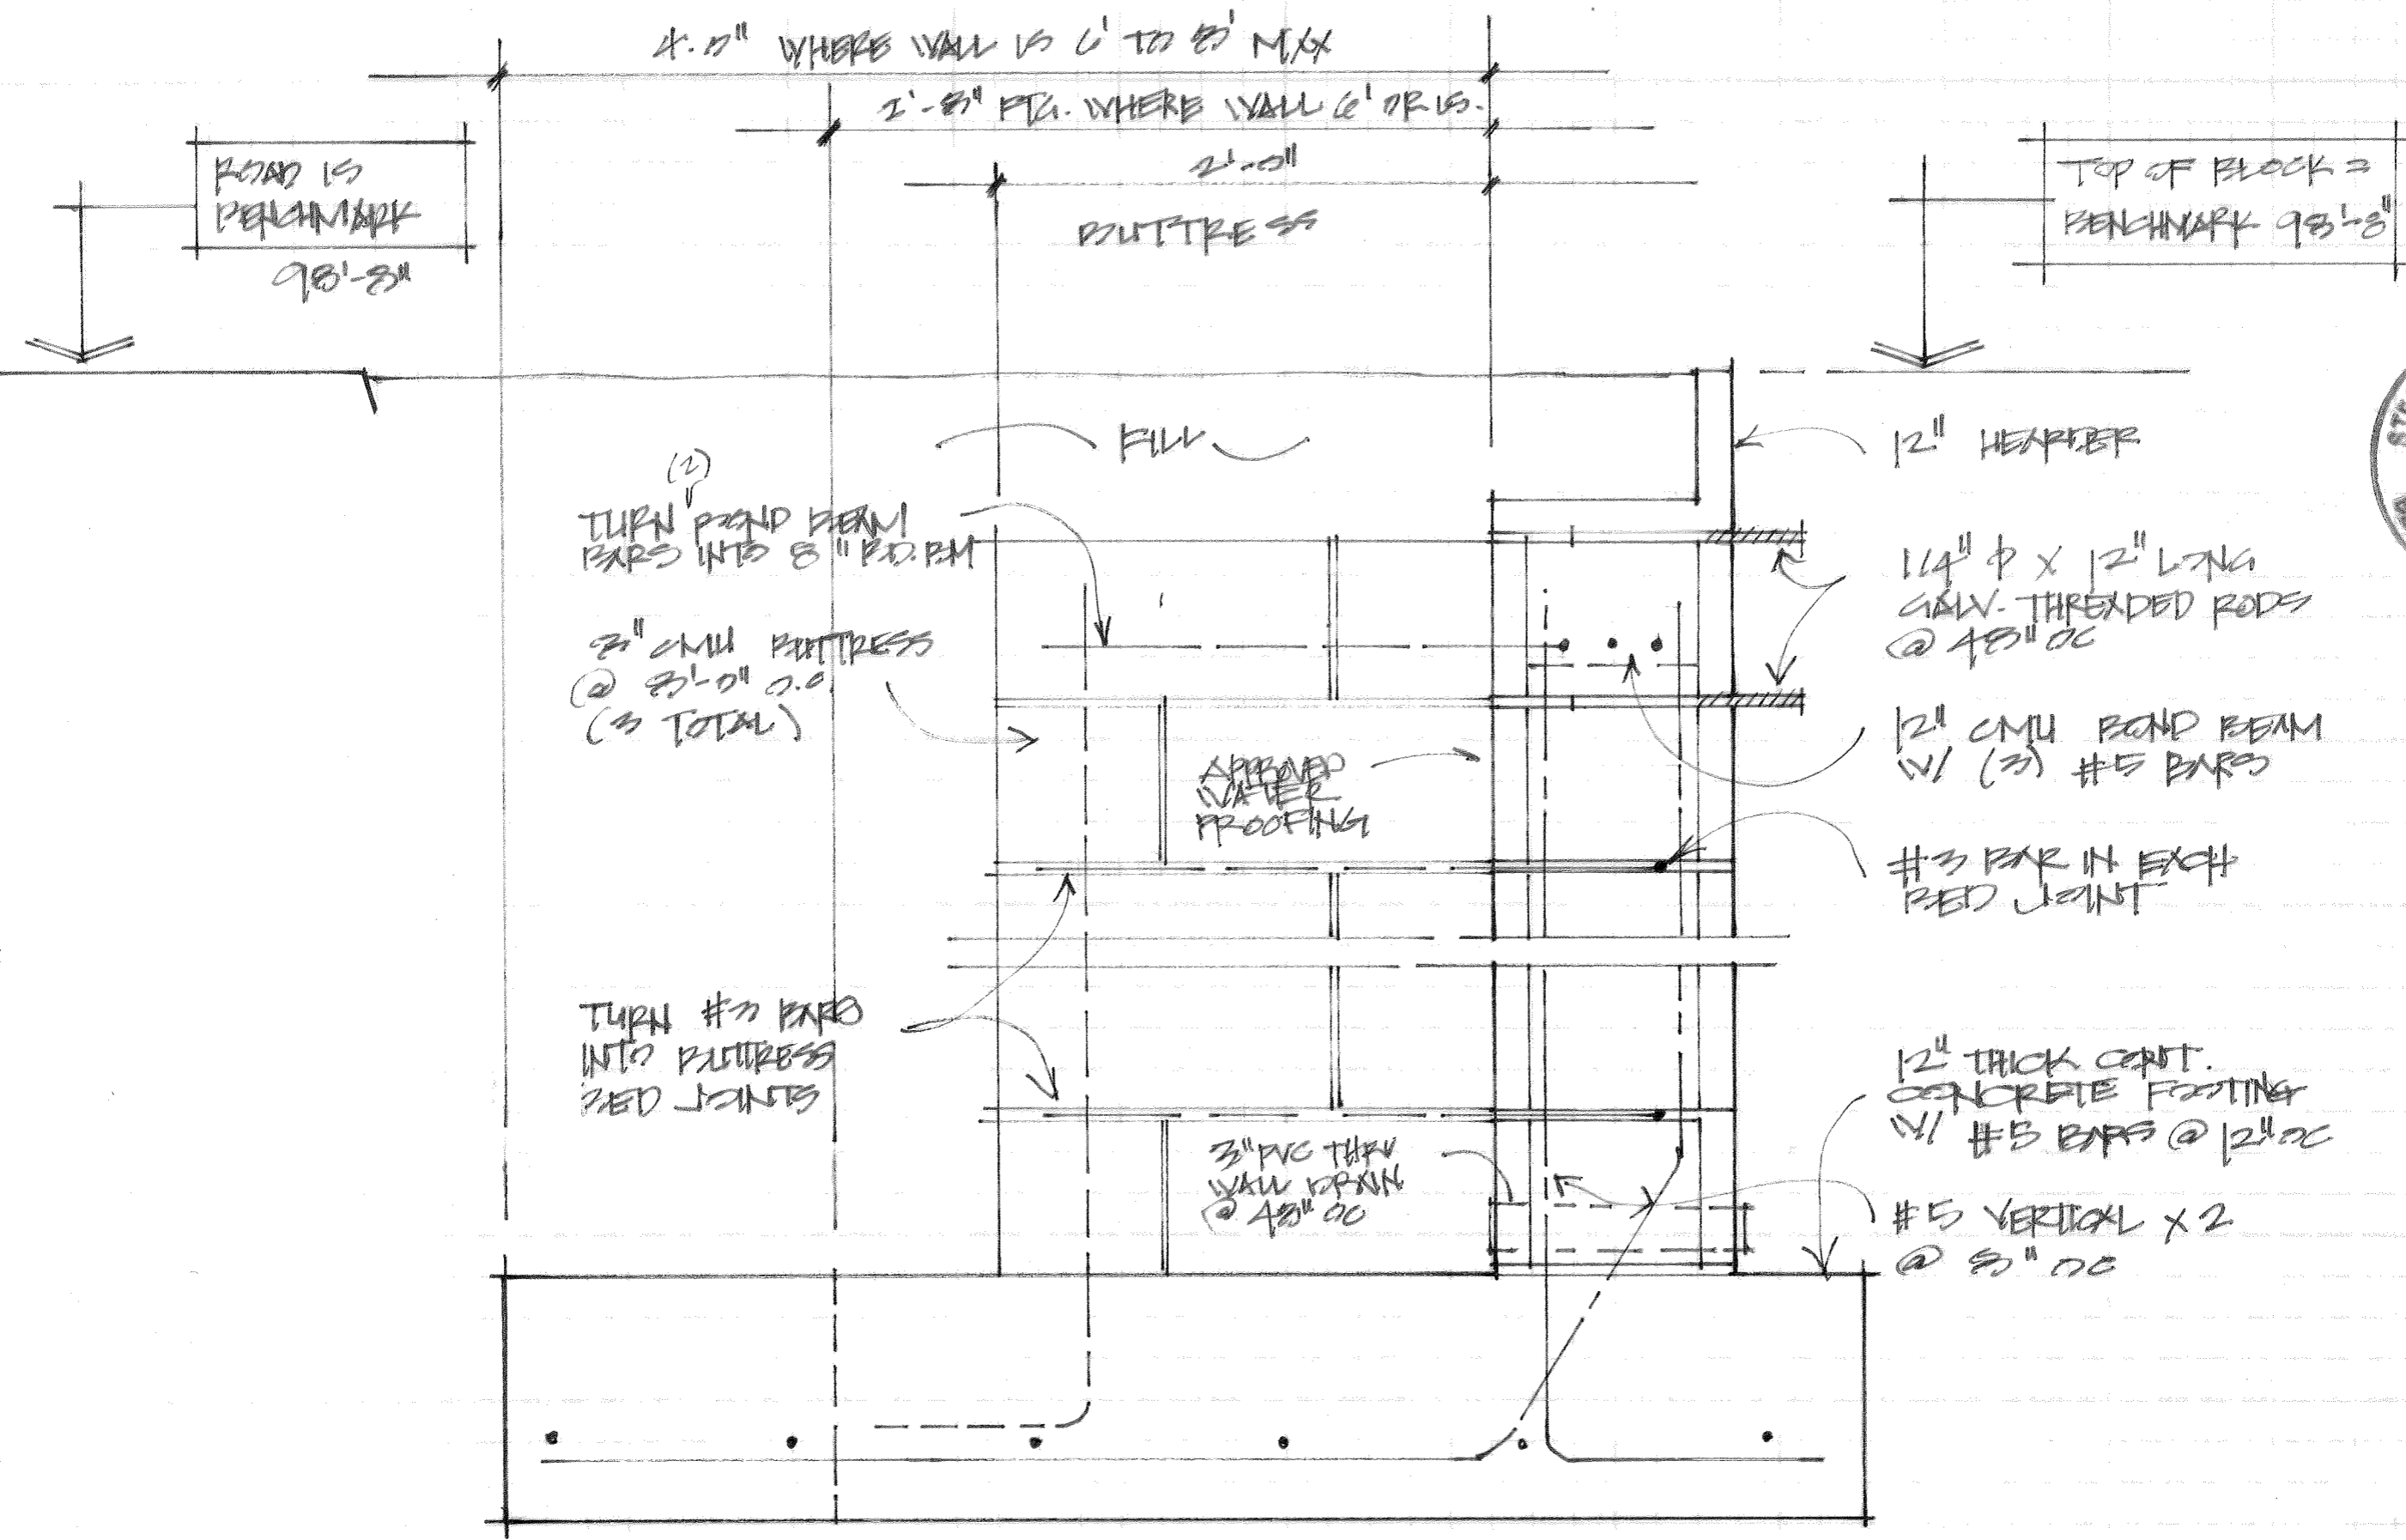 4'-0" WHERE WALL IS 6' TO 8' MAX
2'-8" FTG. WHERE WALL 6' OR LS.
2'-0"
BUTTRESS
ROAD IS
BENCHMARK
98'-8"
TOP OF BLOCK =
BENCHMARK 98'-8"
FILL
12" HEADER
(2)
TURN BOND BEAM
BARS INTO 8" BD. BM
1/4" φ X 12" LONG
GALV. THREADED RODS
@ 48" OC
8" CMU BUTTRESS
@ 8'-0" O.C.
(3 TOTAL)
12" CMU BOND BEAM
W/ (3) #5 BARS
APPROVED
WATER
PROOFING
#3 BAR IN EACH
BED JOINT
TURN #3 BARS
INTO BUTTRESS
BED JOINTS
12" THICK CONT.
CONCRETE FOOTING
W/ #5 BARS @ 12" OC
3" PVC THRU
WALL DRAIN
@ 48" OC
#5 VERTICAL X 2
@ 8" OC